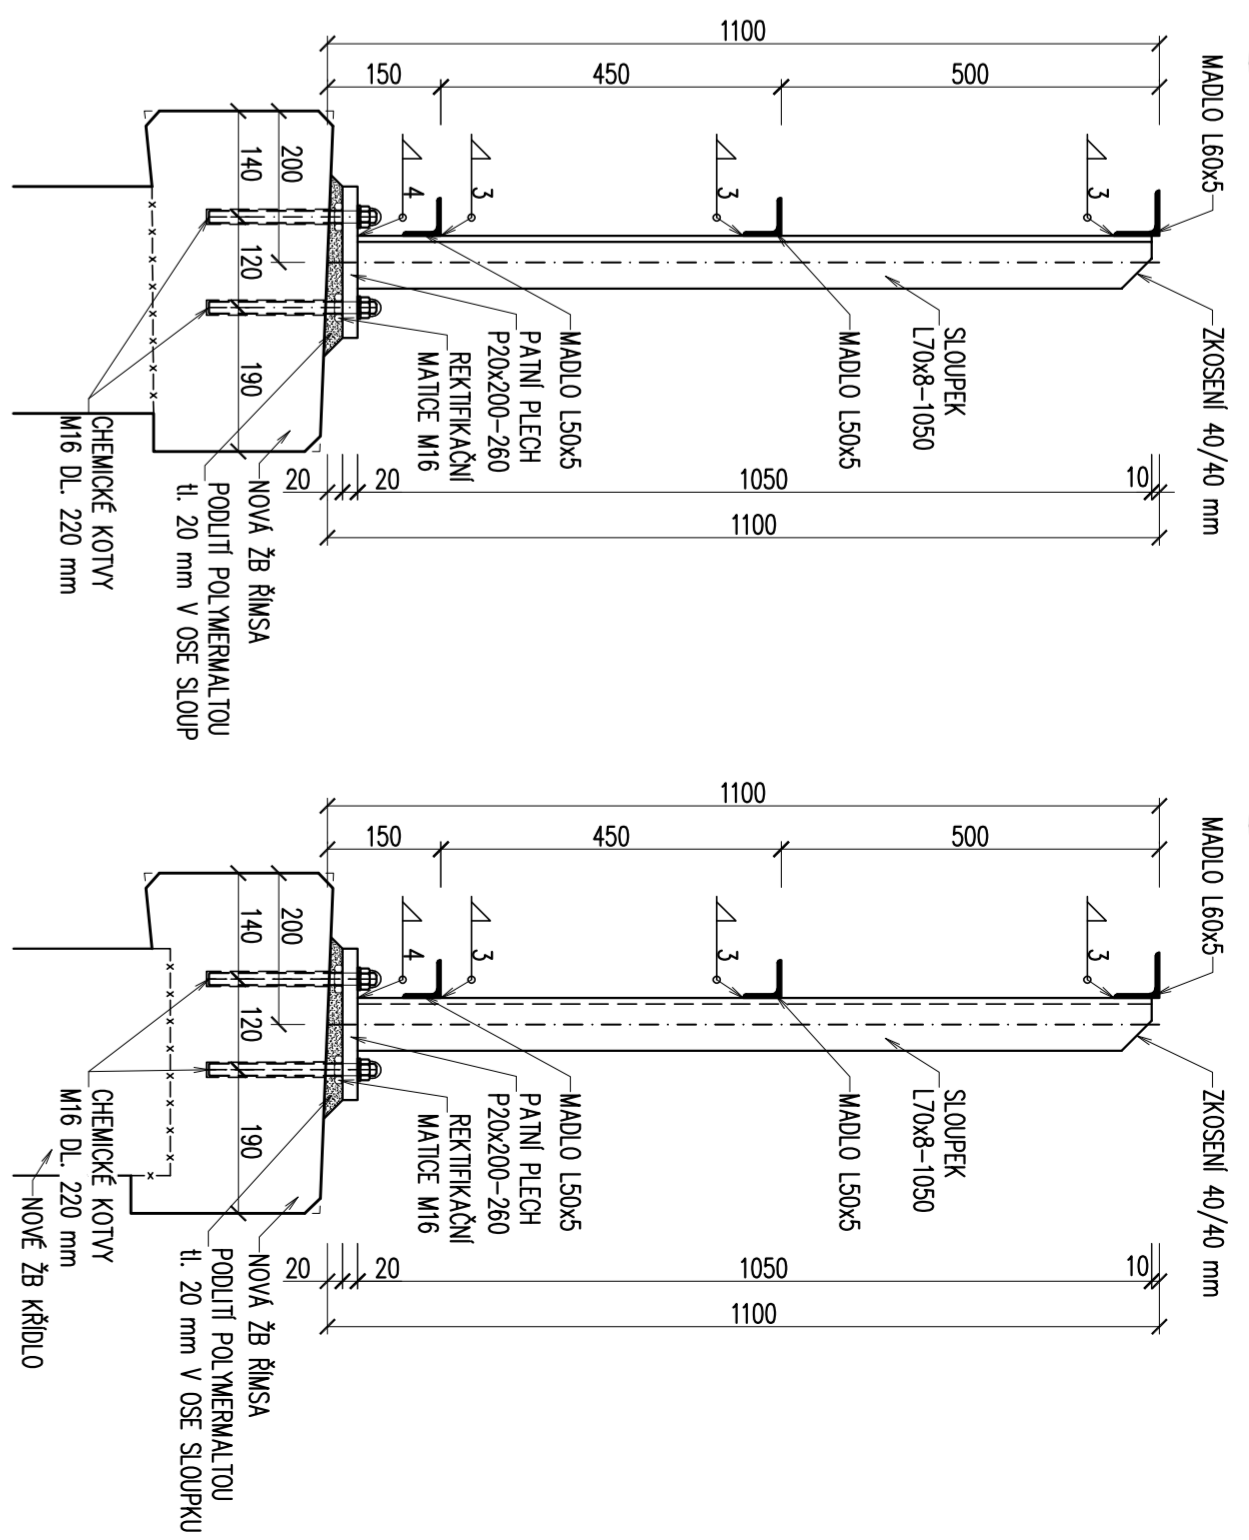 1100
150
450
500
MADLO L60x5
200
140
120
190
4
3
3
3
MADLO L50x5
PATNÍ PLECH
P20x200-260
REKTIFIKAČNÍ
MATICE M16
MADLO L50x5
SLOUPEK
L70x8-1050
ZKOSENÍ 40/40 mm
20
20
1050
10
1100
NOVÁ ŽB ŘÍMSA
PODLITÍ POLYMERMALTOU
tl. 20 mm V OSE SLOUP
CHEMICKÉ KOTVY
M16 DL. 220 mm
1100
150
450
500
MADLO L60x5
200
140
120
190
4
3
3
3
MADLO L50x5
PATNÍ PLECH
P20x200-260
REKTIFIKAČNÍ
MATICE M16
MADLO L50x5
SLOUPEK
L70x8-1050
ZKOSENÍ 40/40 mm
20
20
1050
10
1100
NOVÁ ŽB ŘÍMSA
PODLITÍ POLYMERMALTOU
tl. 20 mm V OSE SLOUPKU
CHEMICKÉ KOTVY
M16 DL. 220 mm
NOVÉ ŽB KŘÍDLO